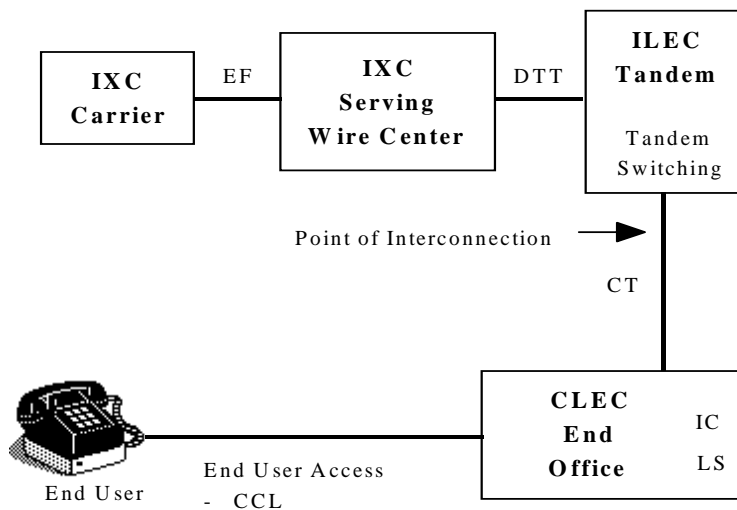 IXC
Carrier
EF
IXC
Serving
Wire Center
DTT
ILEC
Tandem
Tandem
Switching
Point of Interconnection
CT
CLEC
End
Office
IC
LS
End User
End User Access
- CCL